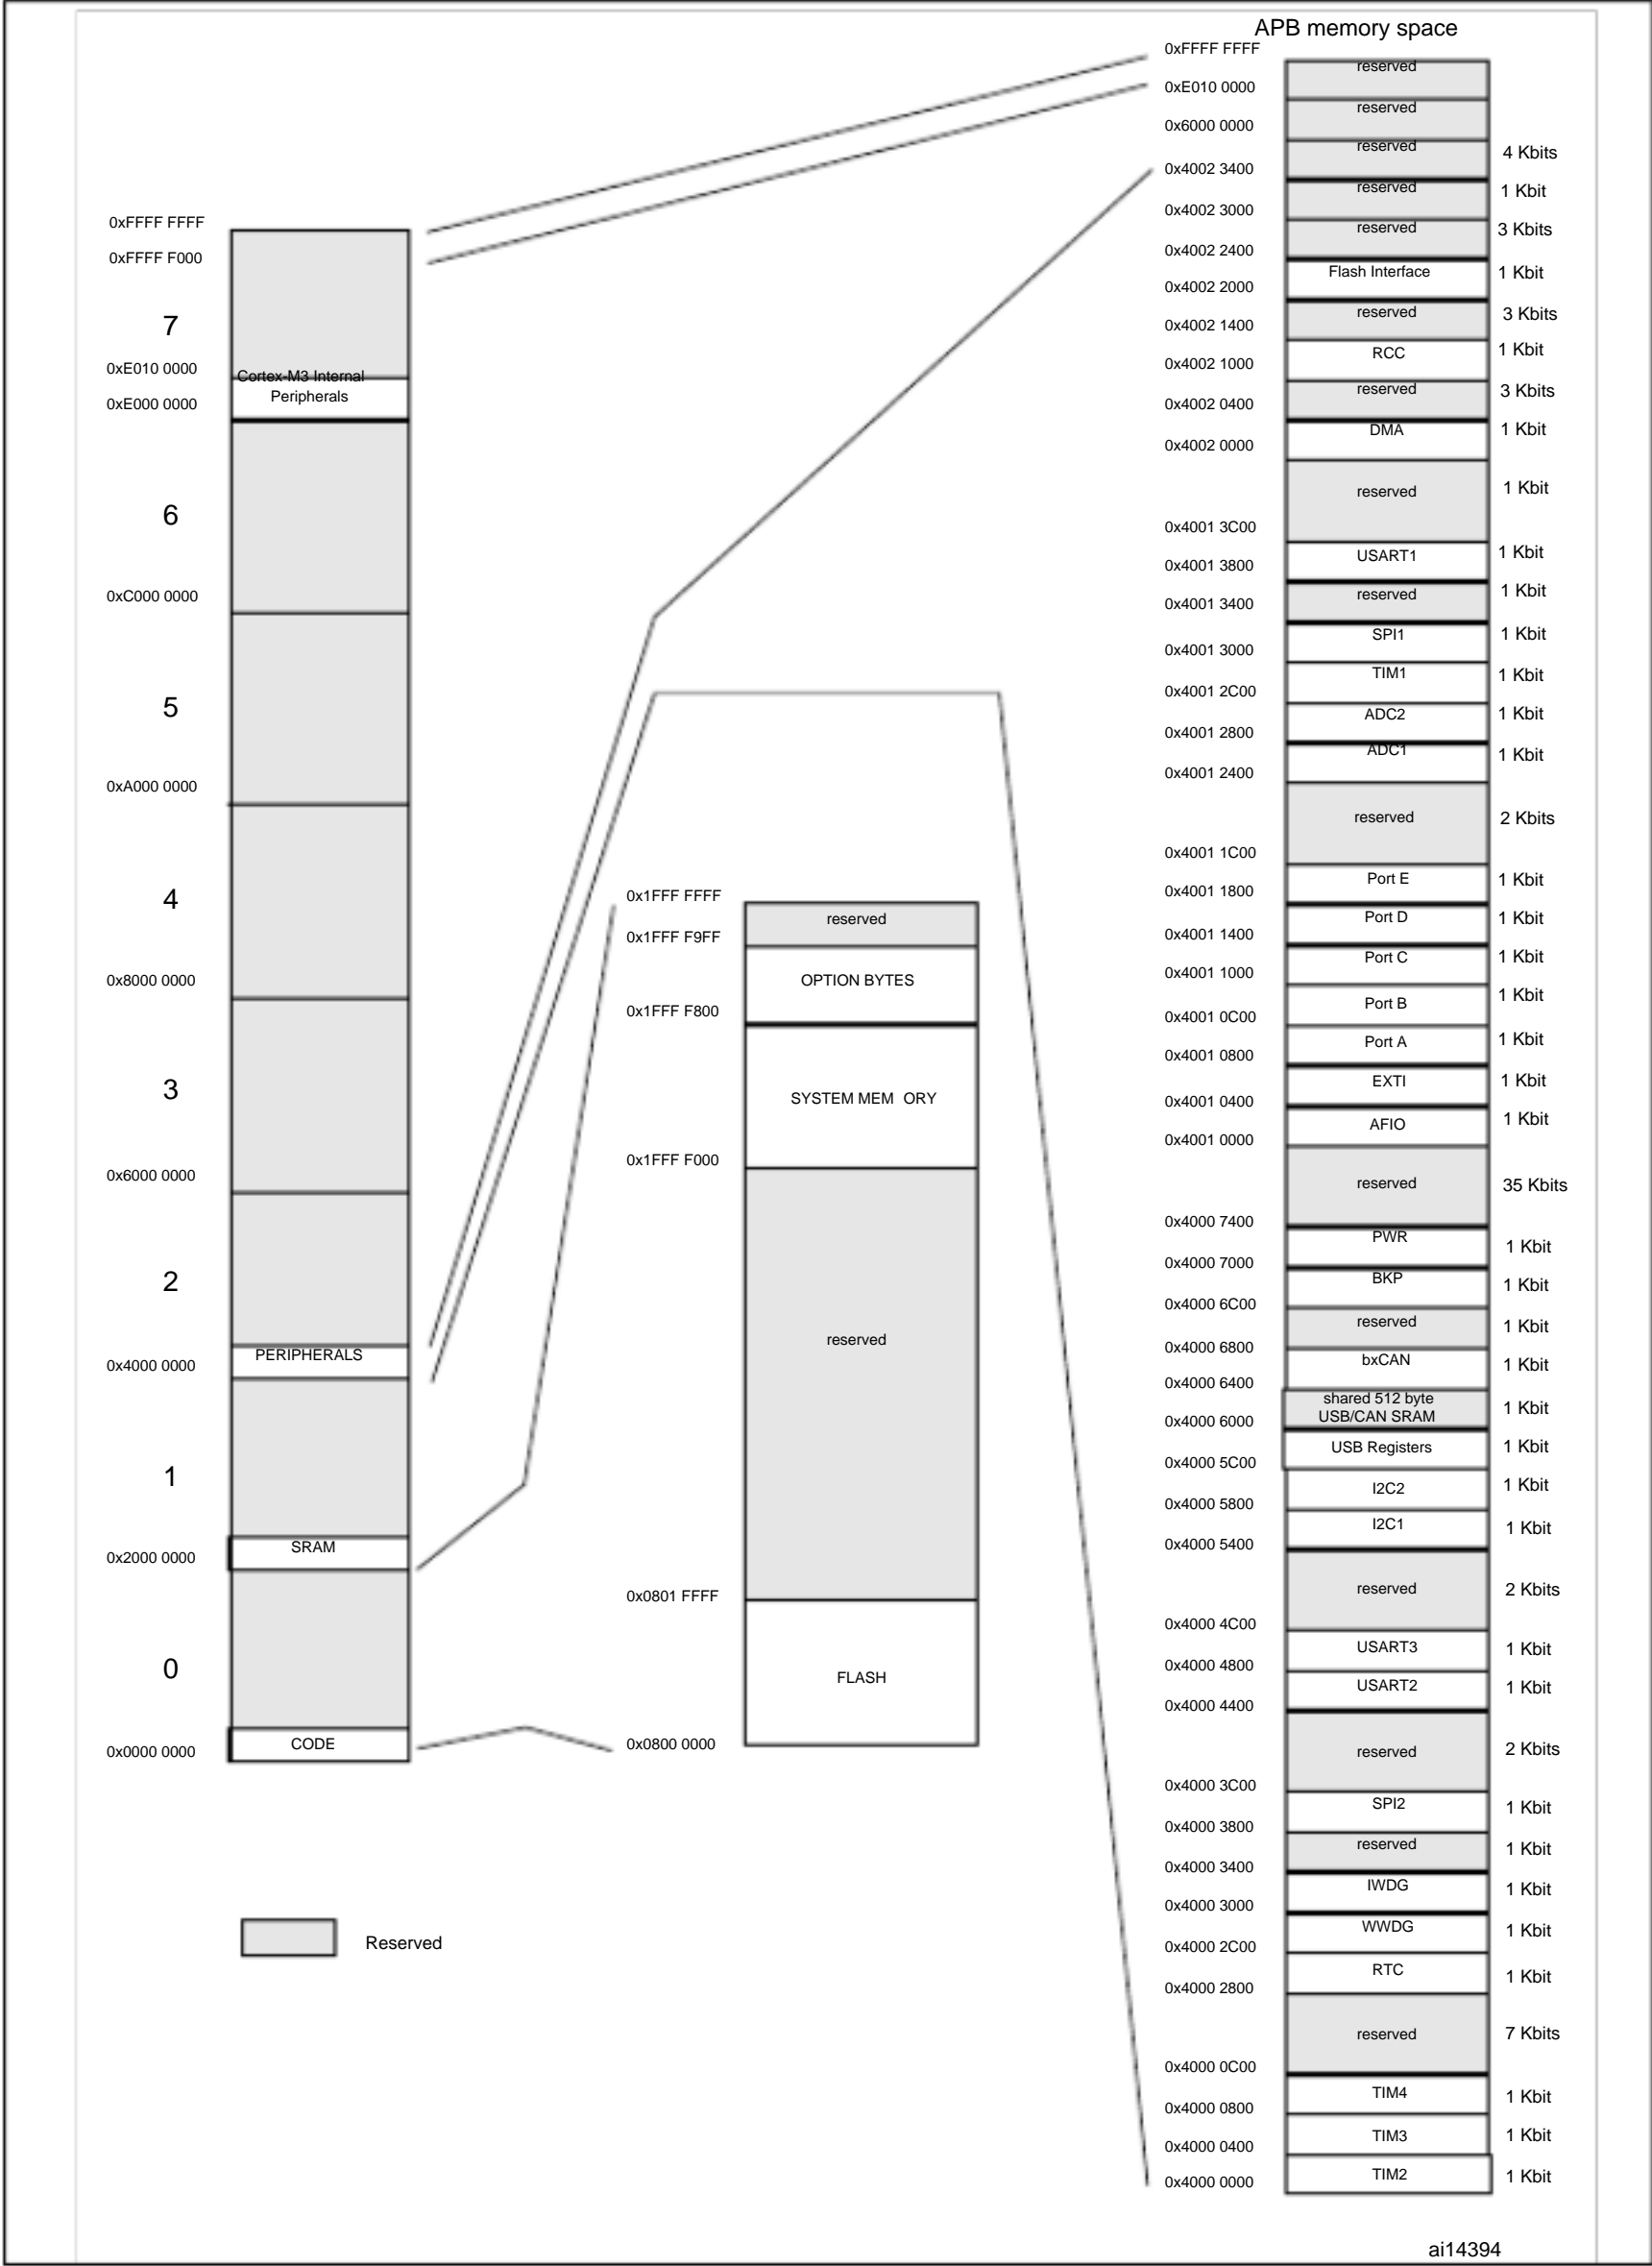 APB memory space
0xFFFF FFFF
0xFFFF F000
7
0xE010 0000
Cortex-M3 Internal
Peripherals
0xE000 0000
6
0xC000 0000
5
0xA000 0000
4
0x8000 0000
3
0x6000 0000
2
PERIPHERALS
0x4000 0000
1
SRAM
0x2000 0000
0
CODE
0x0000 0000
Reserved
0x1FFF FFFF
reserved
0x1FFF F9FF
OPTION BYTES
0x1FFF F800
SYSTEM MEM ORY
0x1FFF F000
reserved
0x0801 FFFF
FLASH
0x0800 0000
0xFFFF FFFF
reserved
0xE010 0000
reserved
0x6000 0000
reserved 4 Kbits
0x4002 3400
reserved 1 Kbit
0x4002 3000
reserved 3 Kbits
0x4002 2400
Flash Interface 1 Kbit
0x4002 2000
reserved 3 Kbits
0x4002 1400
RCC 1 Kbit
0x4002 1000
reserved 3 Kbits
0x4002 0400
DMA 1 Kbit
0x4002 0000
reserved 1 Kbit
0x4001 3C00
USART1 1 Kbit
0x4001 3800
reserved 1 Kbit
0x4001 3400
SPI1 1 Kbit
0x4001 3000
TIM1 1 Kbit
0x4001 2C00
ADC2 1 Kbit
0x4001 2800
ADC1 1 Kbit
0x4001 2400
reserved 2 Kbits
0x4001 1C00
Port E 1 Kbit
0x4001 1800
Port D 1 Kbit
0x4001 1400
Port C 1 Kbit
0x4001 1000
Port B 1 Kbit
0x4001 0C00
Port A 1 Kbit
0x4001 0800
EXTI 1 Kbit
0x4001 0400
AFIO 1 Kbit
0x4001 0000
reserved 35 Kbits
0x4000 7400
PWR 1 Kbit
0x4000 7000
BKP 1 Kbit
0x4000 6C00
reserved 1 Kbit
0x4000 6800
bxCAN 1 Kbit
0x4000 6400
shared 512 byte
USB/CAN SRAM 1 Kbit
0x4000 6000
USB Registers 1 Kbit
0x4000 5C00
I2C2 1 Kbit
0x4000 5800
I2C1 1 Kbit
0x4000 5400
reserved 2 Kbits
0x4000 4C00
USART3 1 Kbit
0x4000 4800
USART2 1 Kbit
0x4000 4400
reserved 2 Kbits
0x4000 3C00
SPI2 1 Kbit
0x4000 3800
reserved 1 Kbit
0x4000 3400
IWDG 1 Kbit
0x4000 3000
WWDG 1 Kbit
0x4000 2C00
RTC 1 Kbit
0x4000 2800
reserved 7 Kbits
0x4000 0C00
TIM4 1 Kbit
0x4000 0800
TIM3 1 Kbit
0x4000 0400
TIM2 1 Kbit
0x4000 0000
ai14394